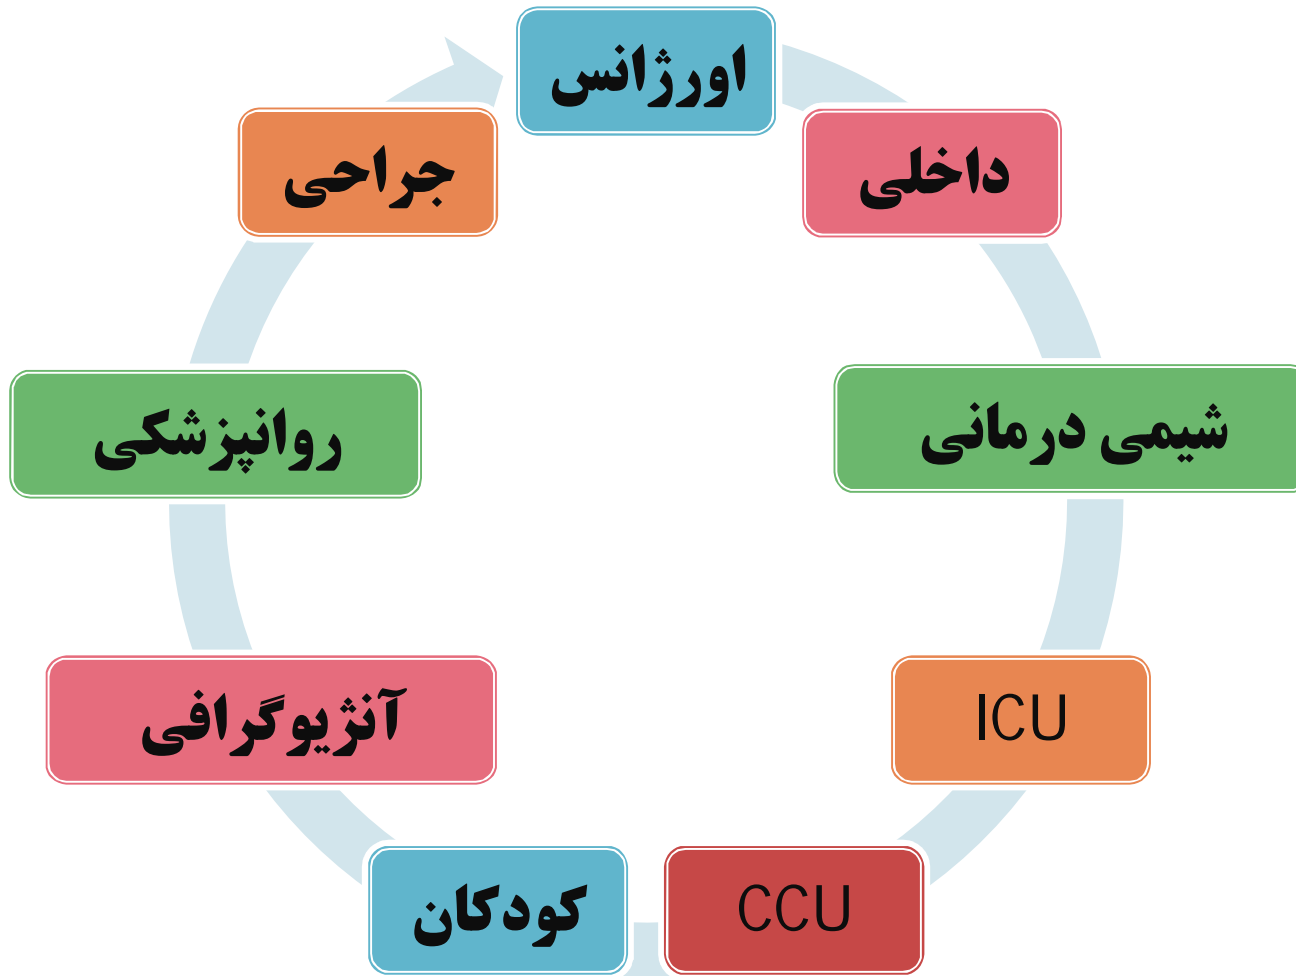 اورژانس
داخلی
شیمی درمانی
ICU
CCU
کودکان
آنژیوگرافی
روانپزشکی
جراحی